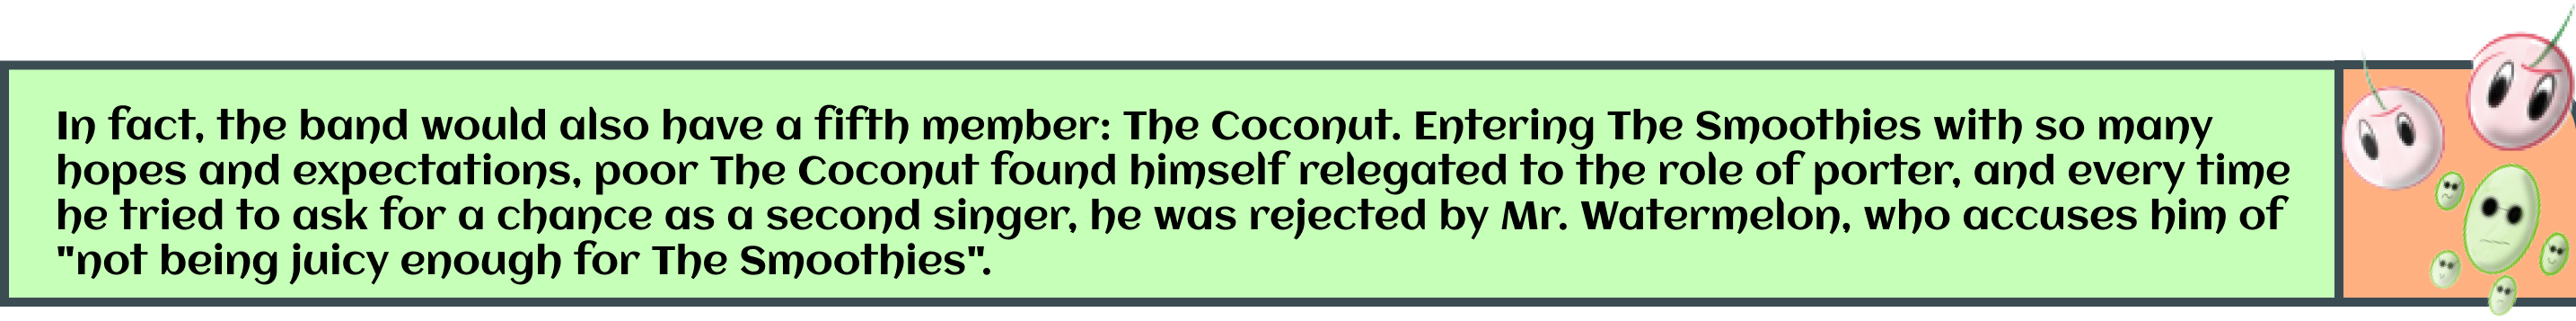 In fact, the band would also have a fifth member: The Coconut. Entering The Smoothies with so many
hopes and expectations, poor The Coconut found himself relegated to the role of porter, and every time
he tried to ask for a chance as a second singer, he was rejected by Mr. Watermelon, who accuses him of
"not being juicy enough for The Smoothies".